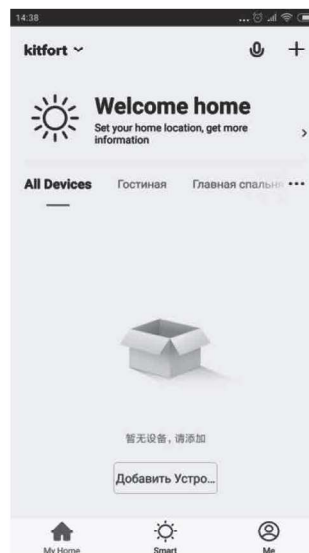 14:38
kitfort
Welcome home
Set your home location, get more
information
All Devices Гостиная Главная спальня
暂无设备，请添加
Добавить Устро...
My Home Smart Me